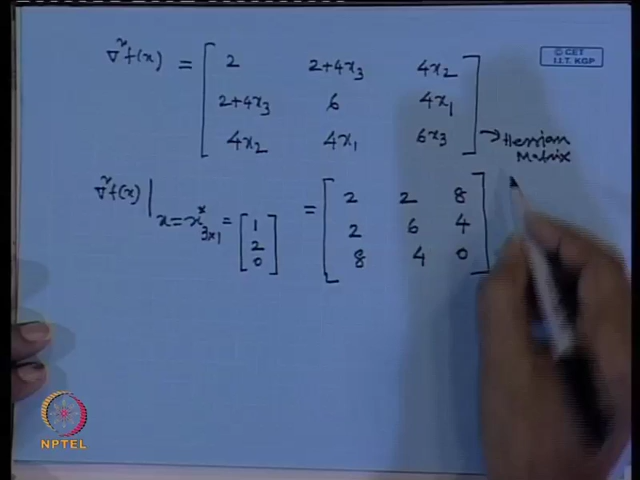 © CET
I.I.T. KGP
∇²f(x) = [ 2 2+4x₃ 4x₂
2+4x₃ 6 4x₁
4x₂ 4x₁ 6x₃ ] → Hessian
Matrix
∇²f(x) | x = x*₃ₓ₁ = [ 1 2 0 ] = [ 2 2 8
2 6 4
8 4 0 ]
NPTEL